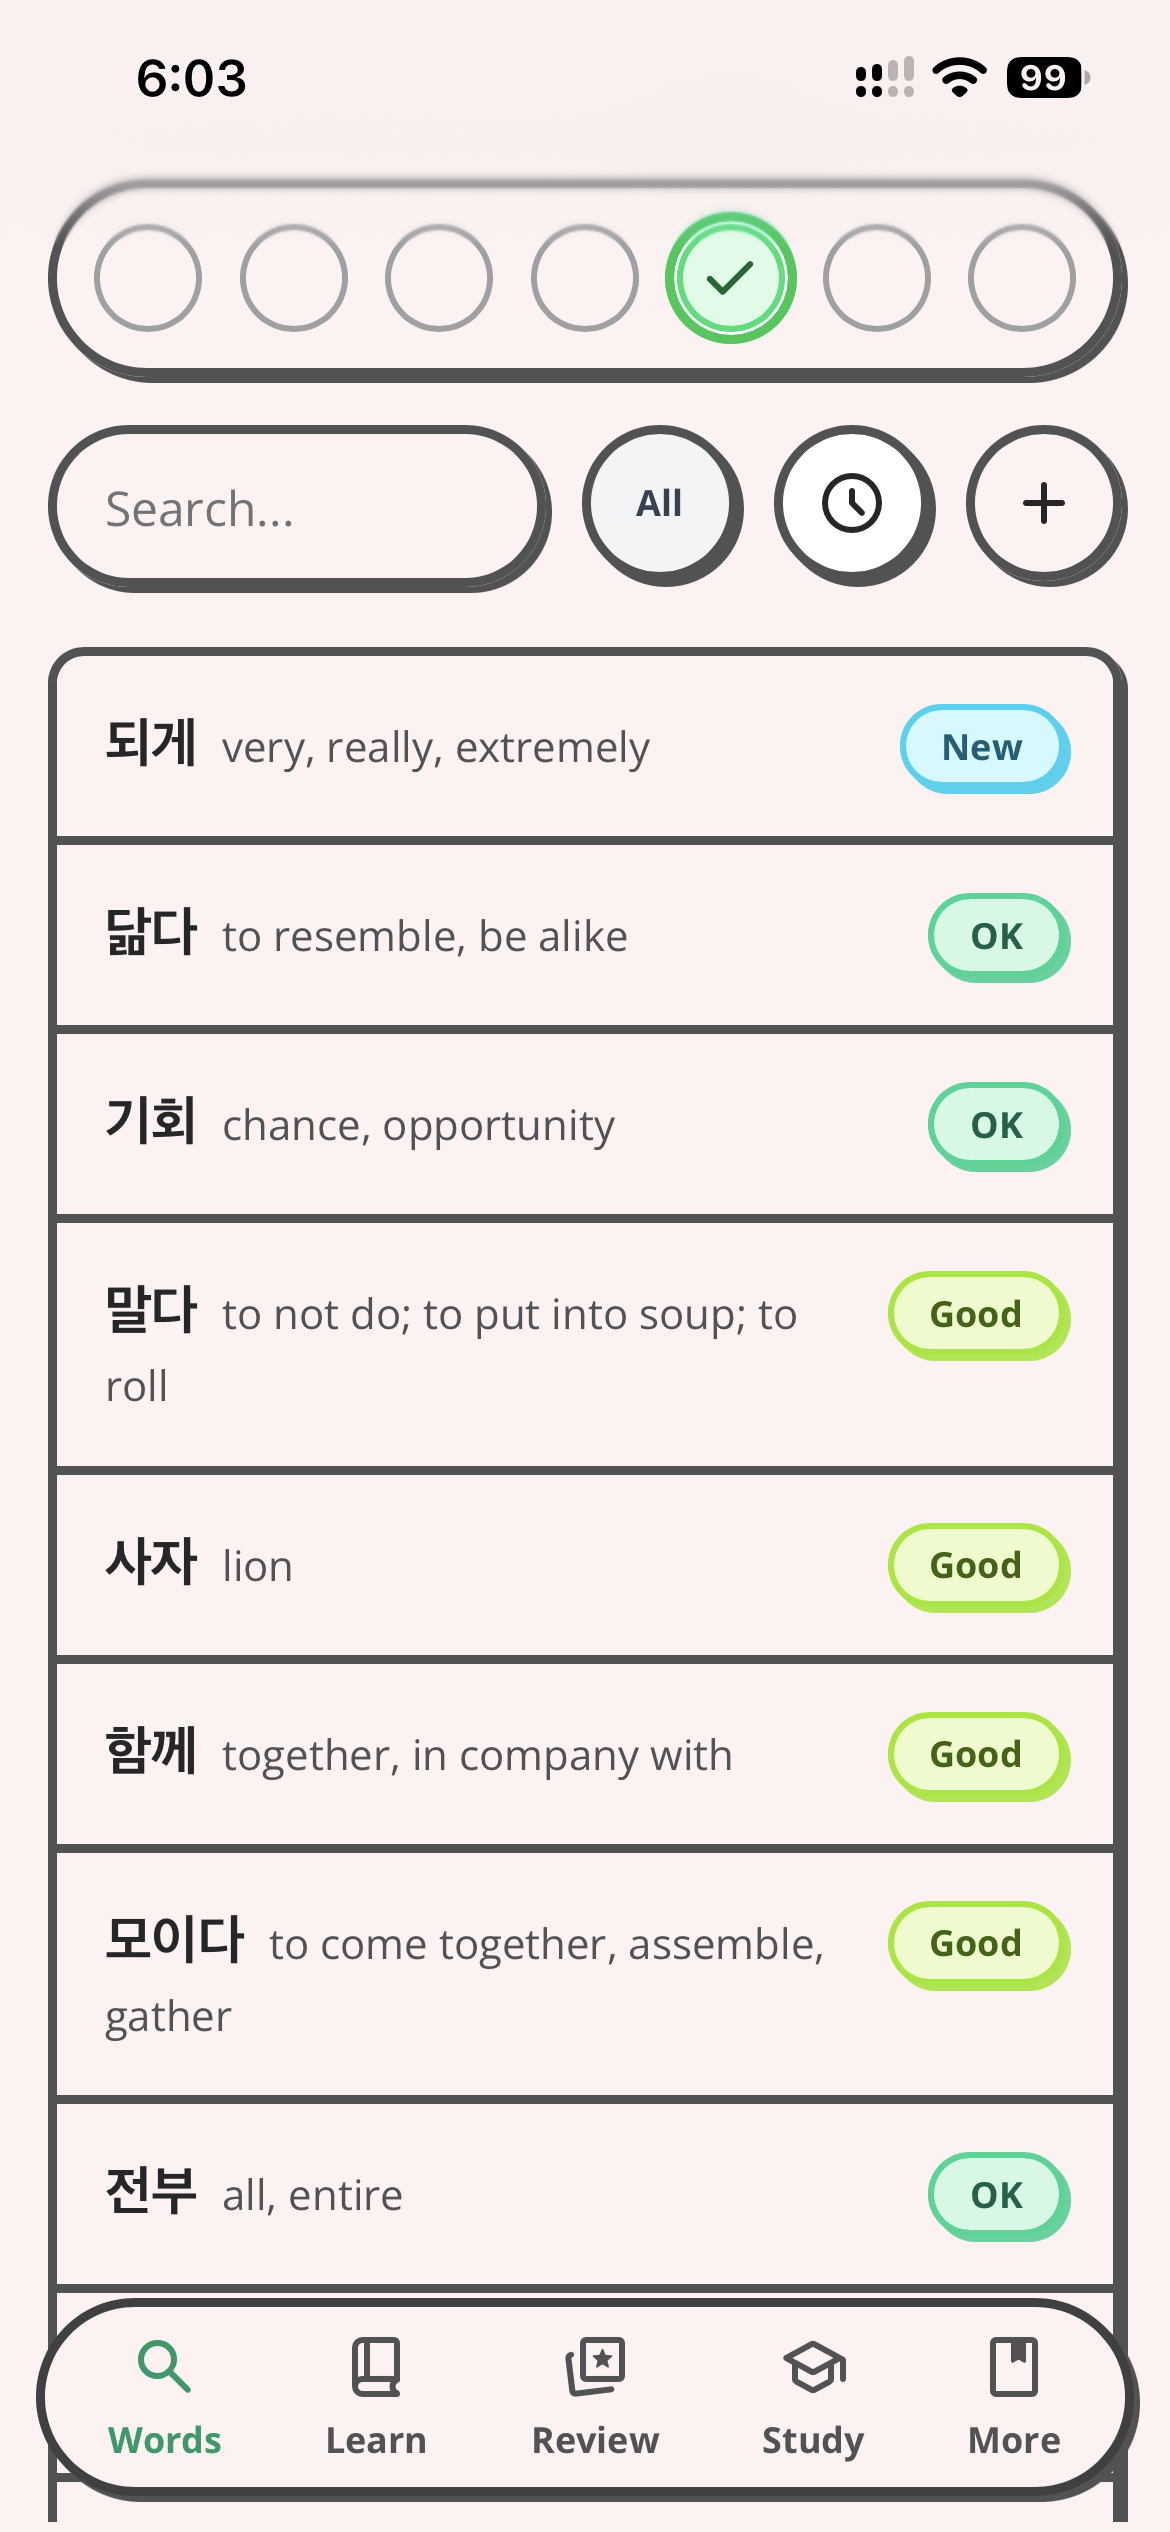 6:03
99
Search...
All
되게 very, really, extremely
New
닮다 to resemble, be alike
OK
기회 chance, opportunity
OK
말다 to not do; to put into soup; to
roll
Good
사자 lion
Good
함께 together, in company with
Good
모이다 to come together, assemble,
gather
Good
전부 all, entire
OK
Words
Learn
Review
Study
More